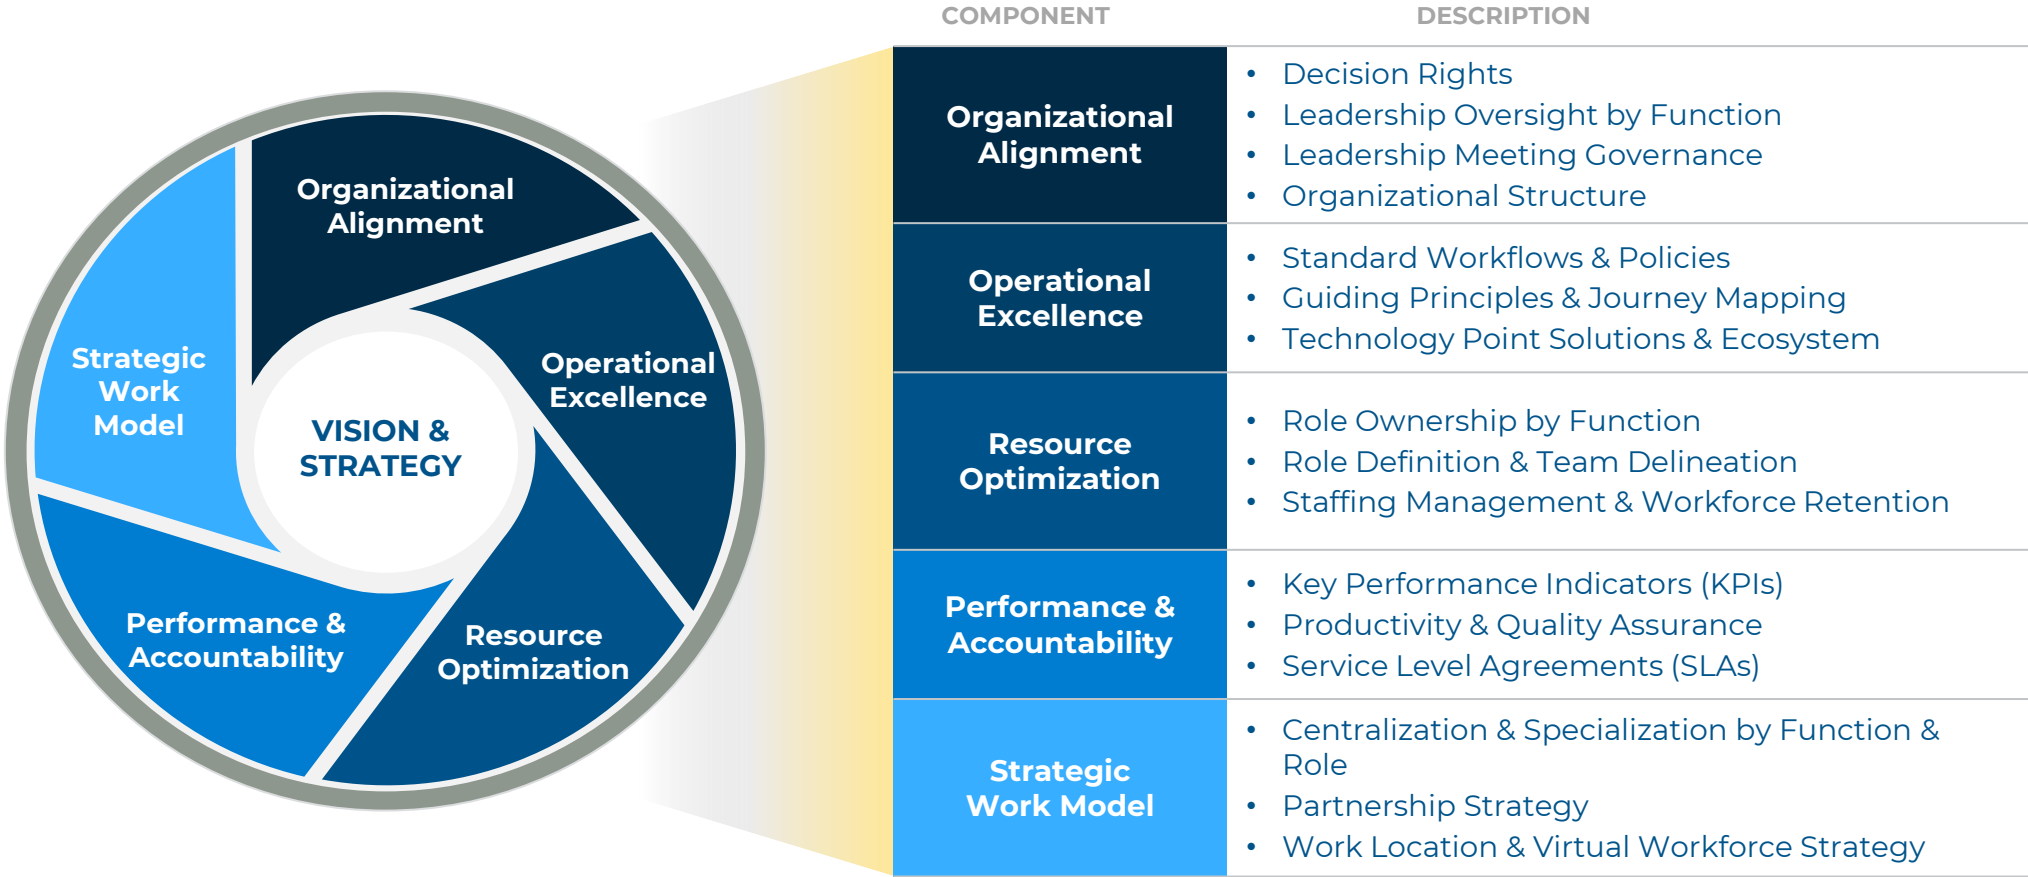 COMPONENT
DESCRIPTION
Organizational
Alignment
Strategic
Work
Model
Operational
Excellence
VISION &
STRATEGY
Performance &
Accountability
Resource
Optimization
Organizational
Alignment
• Decision Rights
• Leadership Oversight by Function
• Leadership Meeting Governance
• Organizational Structure
Operational
Excellence
• Standard Workflows & Policies
• Guiding Principles & Journey Mapping
• Technology Point Solutions & Ecosystem
Resource
Optimization
• Role Ownership by Function
• Role Definition & Team Delineation
• Staffing Management & Workforce Retention
Performance &
Accountability
• Key Performance Indicators (KPIs)
• Productivity & Quality Assurance
• Service Level Agreements (SLAs)
Strategic
Work Model
• Centralization & Specialization by Function &
Role
• Partnership Strategy
• Work Location & Virtual Workforce Strategy